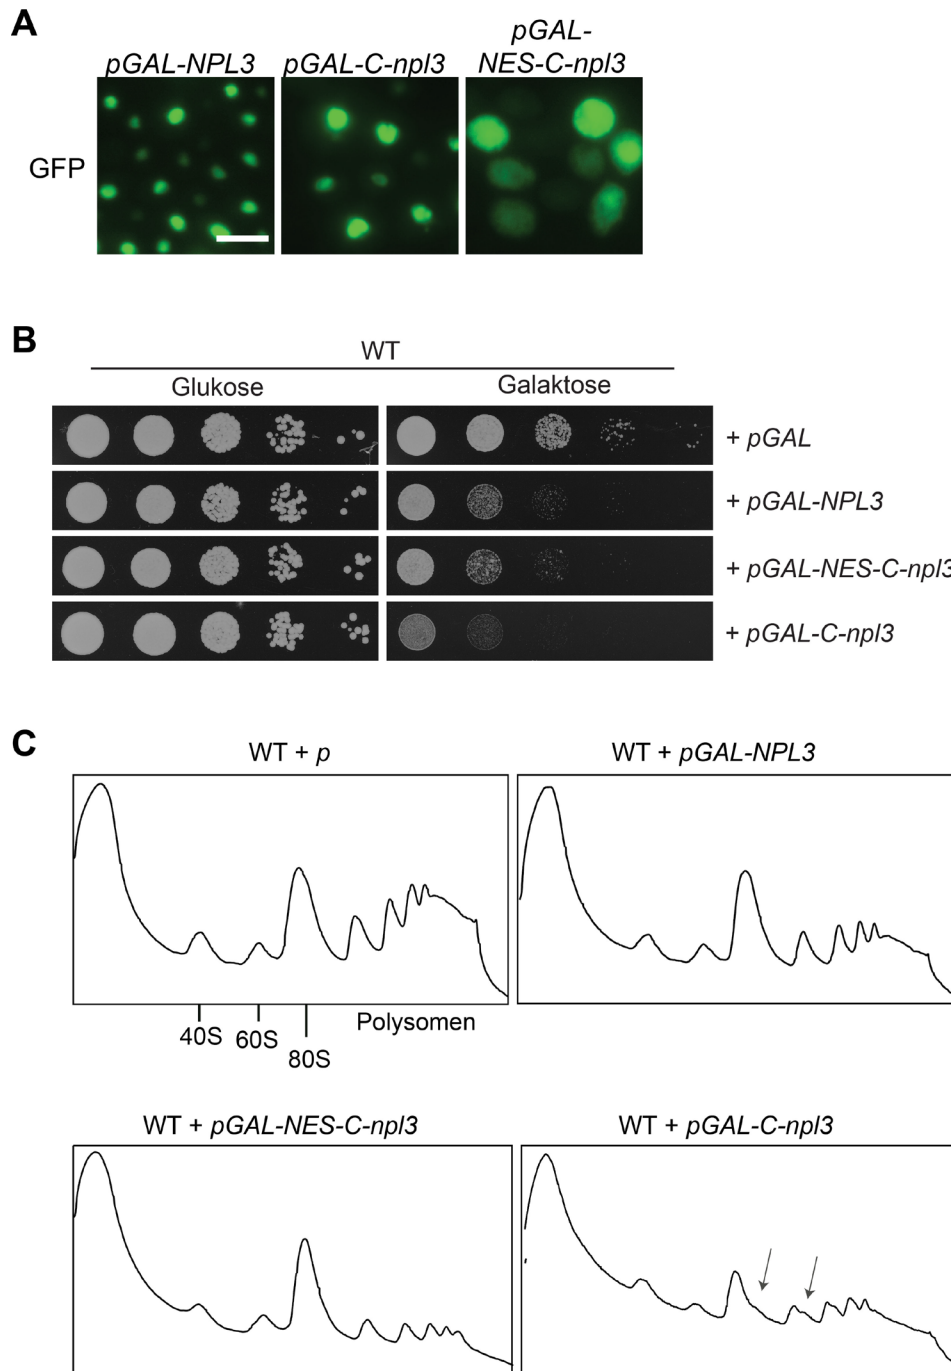 A
pGAL-NPL3
pGAL-C-npl3
pGAL-
NES-C-npl3
GFP
B
WT
Glukose
Galaktose
+ pGAL
+ pGAL-NPL3
+ pGAL-NES-C-npl3
+ pGAL-C-npl3
C
WT + p
WT + pGAL-NPL3
40S
60S
80S
Polysomen
WT + pGAL-NES-C-npl3
WT + pGAL-C-npl3